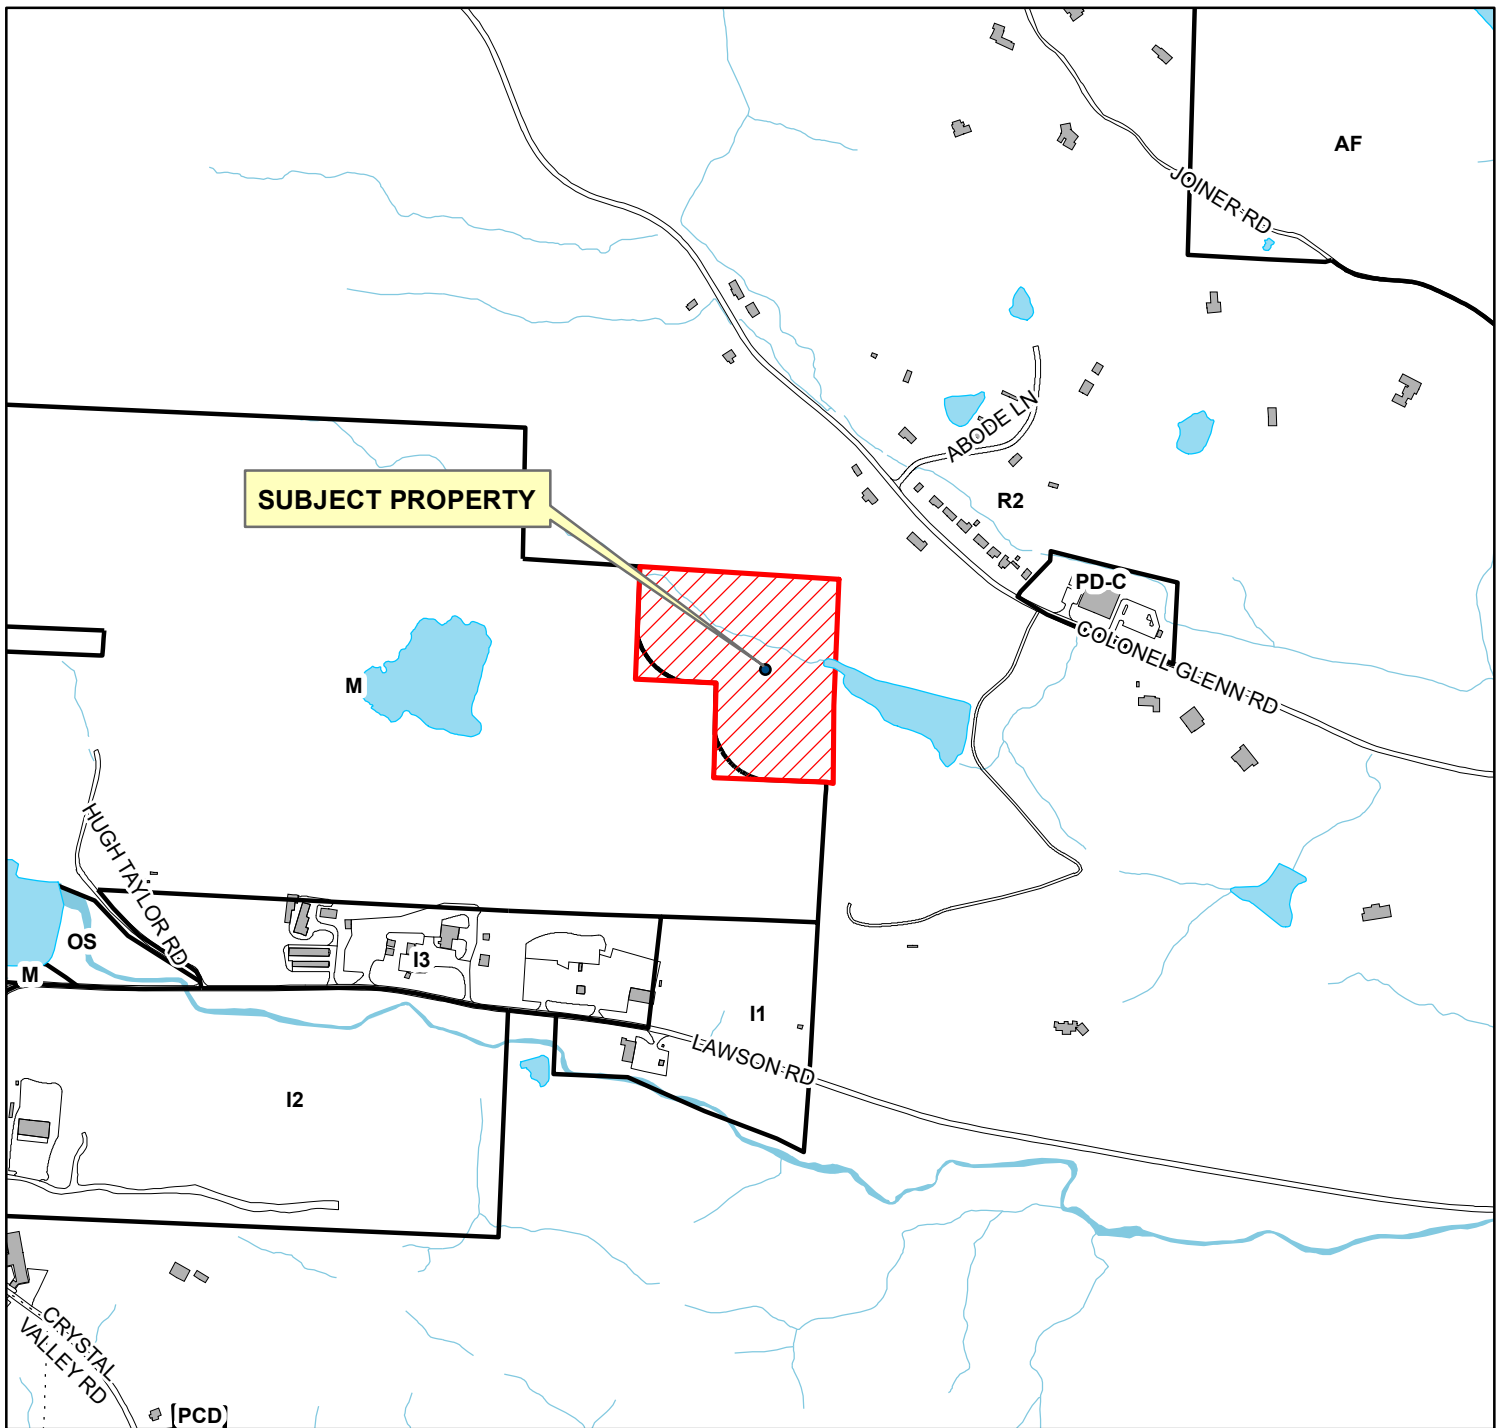 AF
JOINER RD
ABODE LN
SUBJECT PROPERTY
R2
PD-C
COLONEL GLENN RD
M
HUGH TAYLOR RD
OS
I3
M
I1
LAWSON RD
I2
CRYSTAL
VALLEY RD
PCD